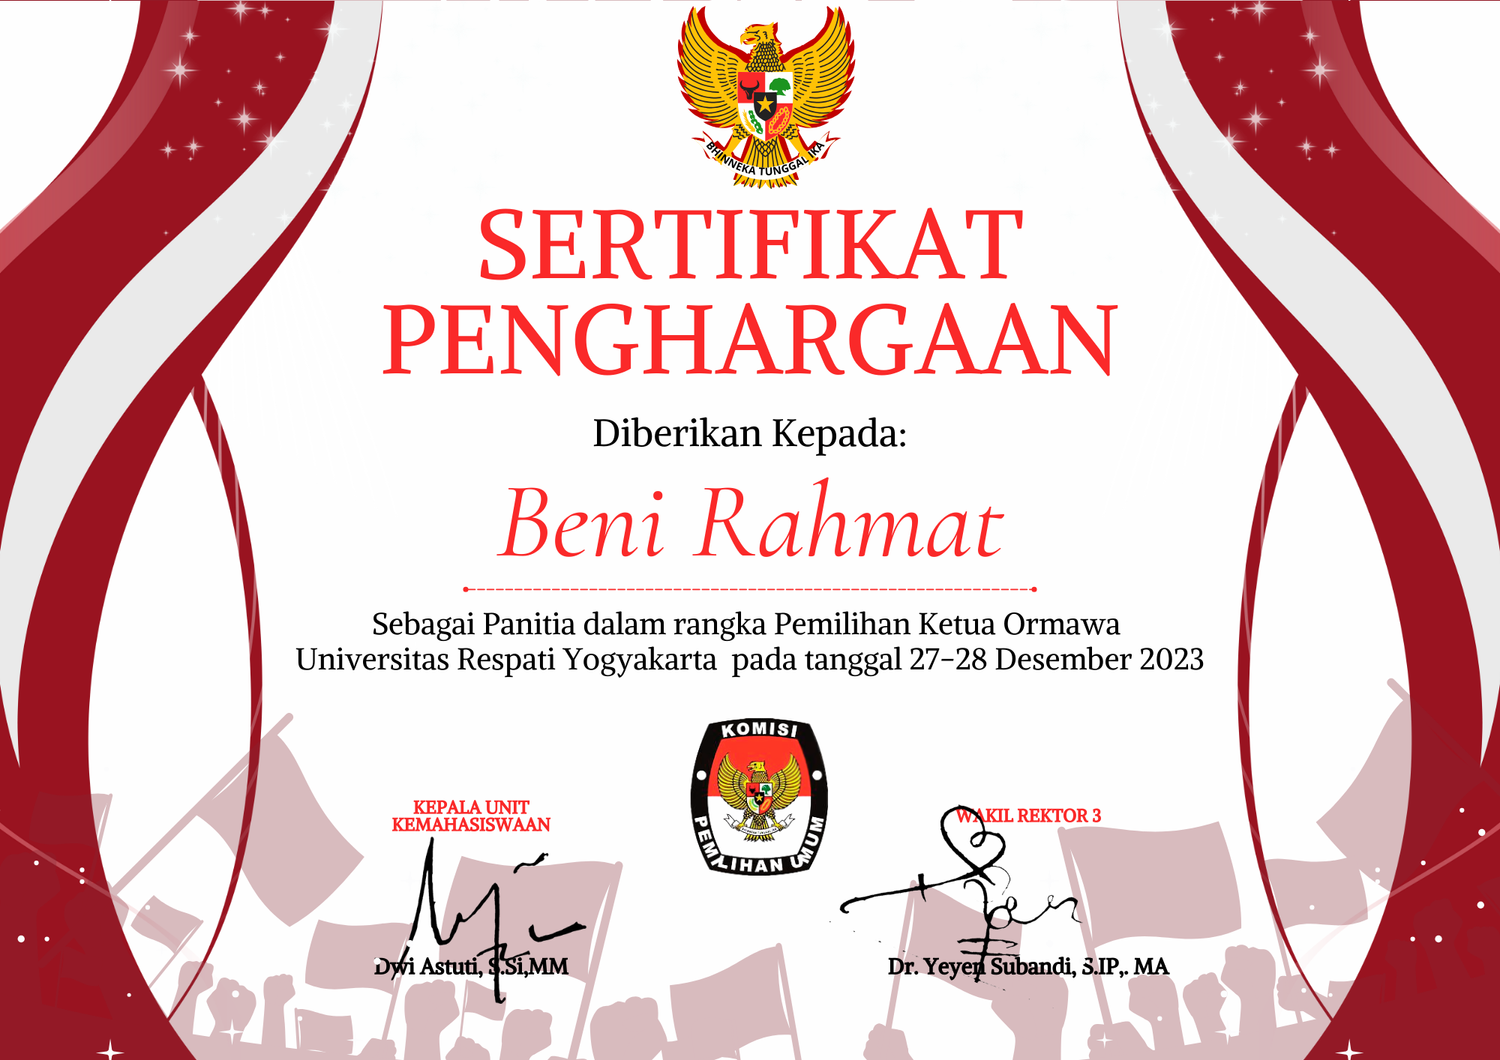 BHINNEKA TUNGGAL IKA
SERTIFIKAT
PENGHARGAAN
Diberikan Kepada:
Beni Rahmat
Sebagai Panitia dalam rangka Pemilihan Ketua Ormawa
Universitas Respati Yogyakarta pada tanggal 27-28 Desember 2023
KOMISI
PEMILIHAN UMUM
KEPALA UNIT
KEMAHASISWAAN
WAKIL REKTOR 3
Dwi Astuti, S.Si,MM
Dr. Yeyen Subandi, S.IP,. MA